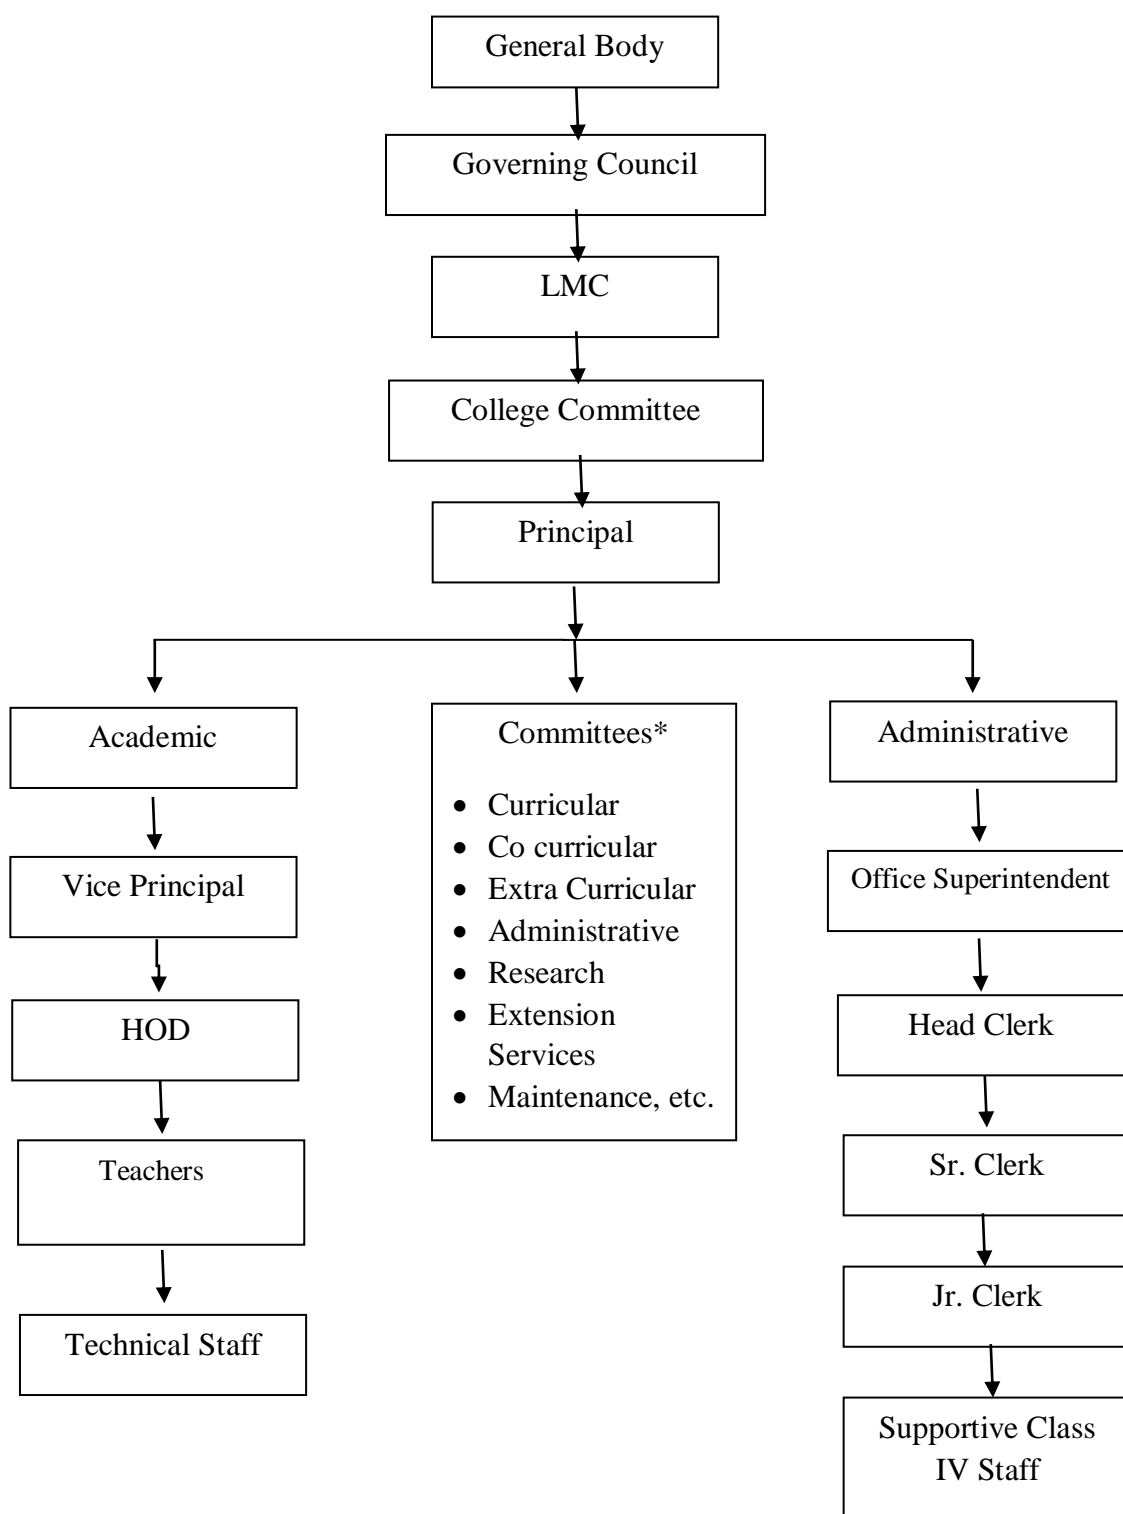 General Body
Governing Council
LMC
College Committee
Principal
Academic
Vice Principal
HOD
Teachers
Technical Staff
Committees*
• Curricular
• Co curricular
• Extra Curricular
• Administrative
• Research
• Extension
Services
• Maintenance, etc.
Administrative
Office Superintendent
Head Clerk
Sr. Clerk
Jr. Clerk
Supportive Class
IV Staff